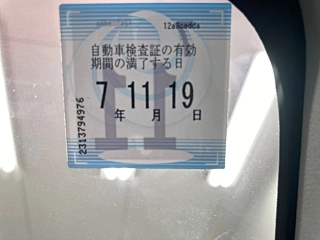 12a8cadca
自動車検査証の有効
期間の満了する日
7 11 19
年 月 日
2313794976